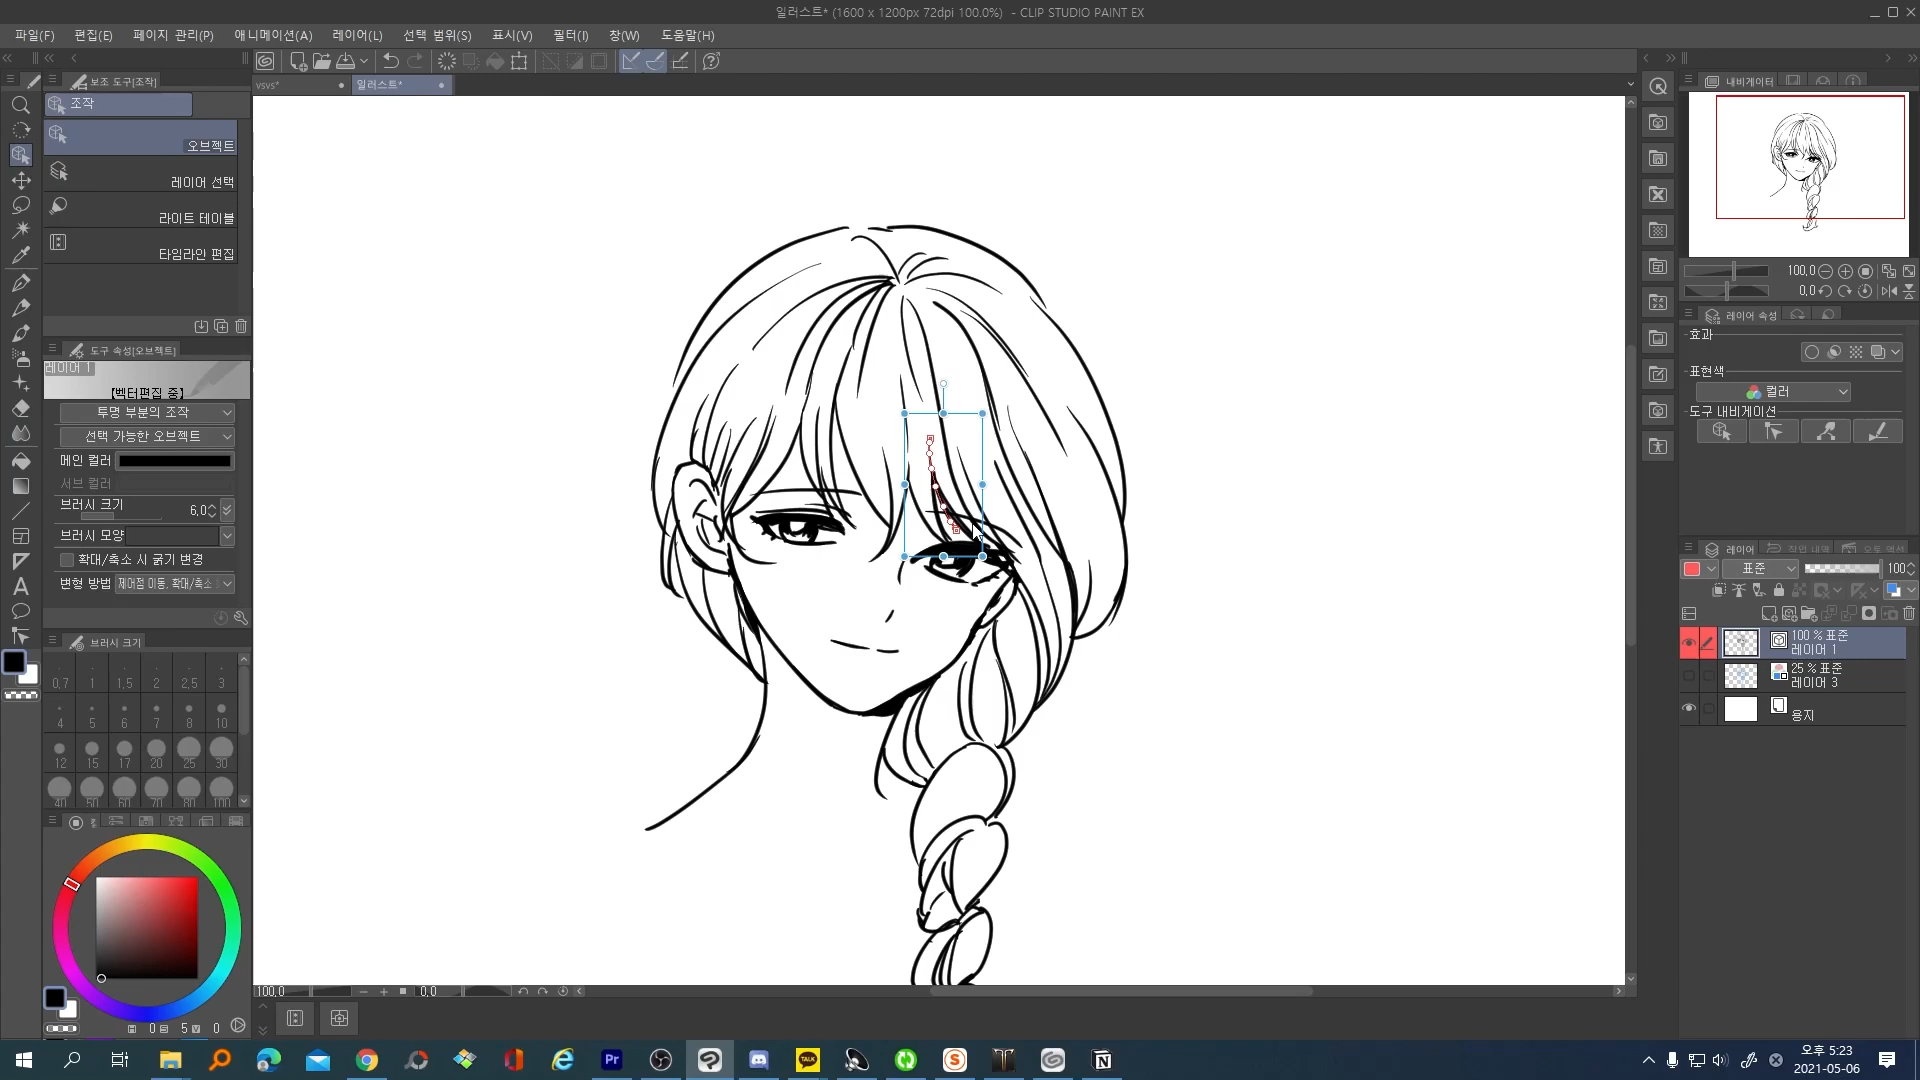 일러스트* (1600 x 1200px 72dpi 100.0%) - CLIP STUDIO PAINT EX
파일(F) 편집(E) 페이지 관리(P) 애니메이션(A) 레이어(L) 선택 범위(S) 표시(V) 필터(I) 창(W) 도움말(H)
보조 도구[조작]
vsvs*
일러스트*
내비게이터
조작
오브젝트
레이어 선택
라이트 테이블
타임라인 편집
100.0
0.0
레이어 속성
효과
표현색
컬러
도구 내비게이션
도구 속성[오브젝트]
레이어 1
[벡터편집 중]
투명 부분의 조작
선택 가능한 오브젝트
메인 컬러
서브 컬러
브러시 크기 6.0
브러시 모양
확대/축소 시 굵기 변경
변형 방법 제어점 이동, 확대/축소
레이어
표준 100
100 % 표준
레이어 1
25 % 표준
레이어 3
용지
브러시 크기
0.7 1 1.5 2 2.5 3
4 5 6 7 8 10
12 15 17 20 25 30
40 50 60 70 80 100
0 5 0
100.0 0.0
Pr
TALK
오후 5:23
2021-05-06